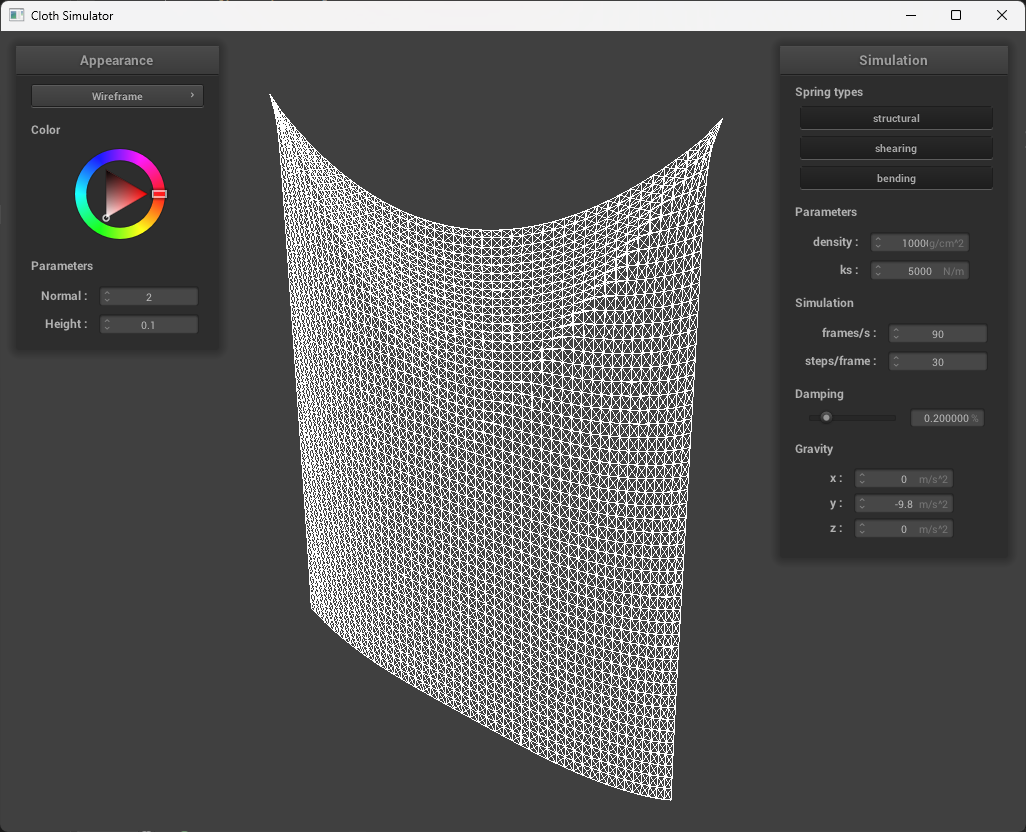 Cloth Simulator
Appearance
Wireframe
Color
Parameters
Normal : 2
Height : 0.1
Simulation
Spring types
structural
shearing
bending
Parameters
density : 1000 g/cm^2
ks : 5000 N/m
Simulation
frames/s : 90
steps/frame : 30
Damping
0.200000 %
Gravity
x : 0 m/s^2
y : -9.8 m/s^2
z : 0 m/s^2